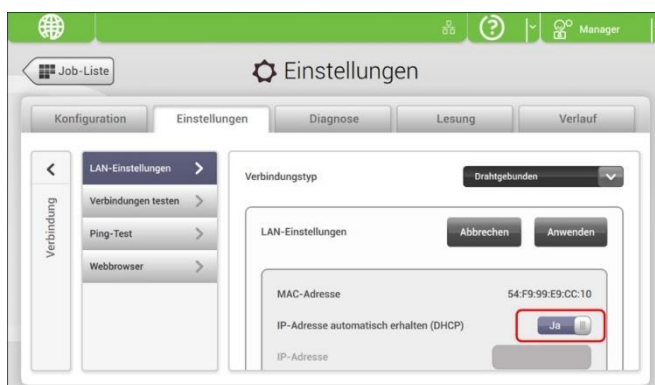 Manager
Job-Liste
Einstellungen
Konfiguration
Einstellungen
Diagnose
Lesung
Verlauf
Verbindung
LAN-Einstellungen
Verbindungen testen
Ping-Test
Webbrowser
Verbindungstyp
Drahtgebunden
LAN-Einstellungen
Abbrechen
Anwenden
MAC-Adresse
54:F9:99:E9:CC:10
IP-Adresse automatisch erhalten (DHCP)
Ja
IP-Adresse